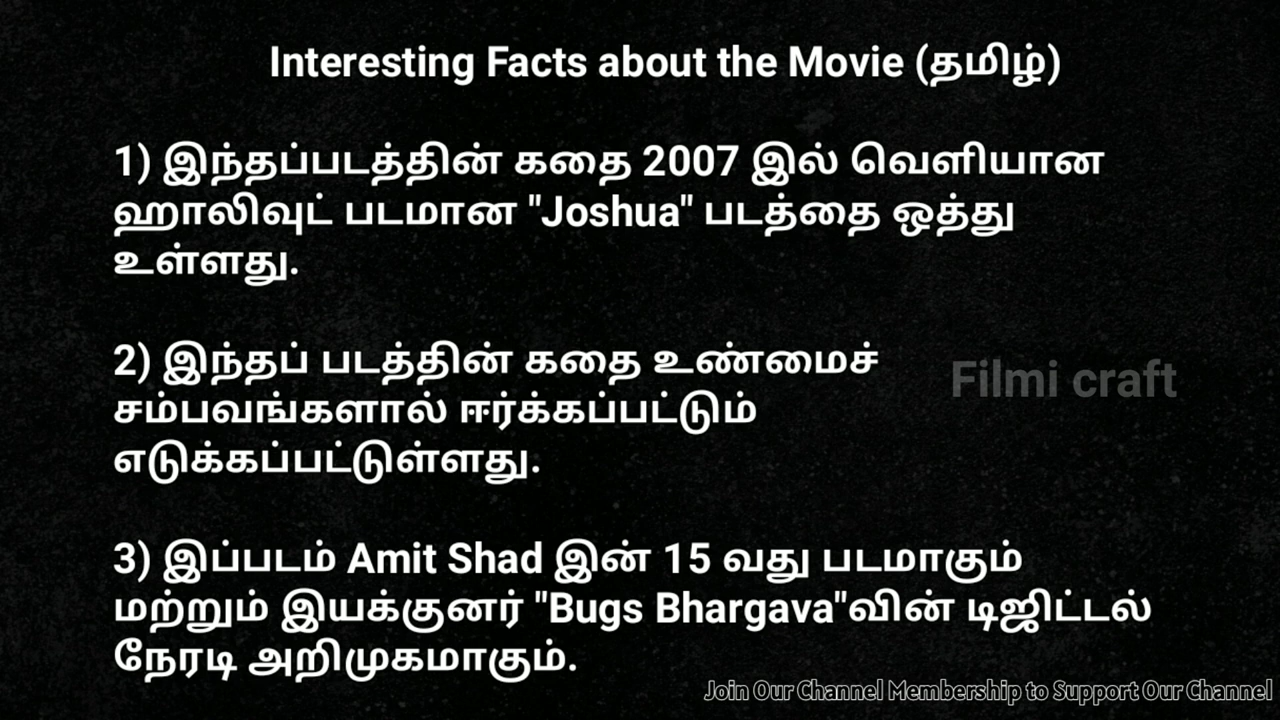 Interesting Facts about the Movie (தமிழ்)
1) இந்தப்படத்தின் கதை 2007 இல் வெளியான
ஹாலிவுட் படமான "Joshua" படத்தை ஒத்து
உள்ளது.
2) இந்தப் படத்தின் கதை உண்மைச்
சம்பவங்களால் ஈர்க்கப்பட்டும்
எடுக்கப்பட்டுள்ளது.
Filmi craft
3) இப்படம் Amit Shad இன் 15 வது படமாகும்
மற்றும் இயக்குனர் "Bugs Bhargava"வின் டிஜிட்டல்
நேரடி அறிமுகமாகும்.
Join Our Channel Membership to Support Our Channel